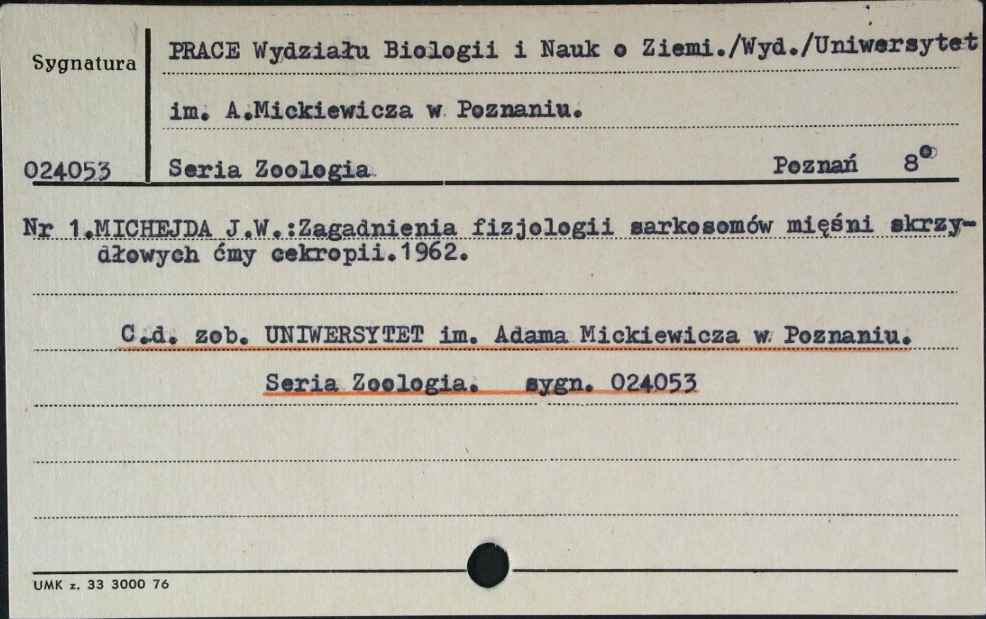 Sygnatura
PRACE Wydziału Biologii i Nauk o Ziemi./Wyd./Uniwersytet
im. A.Mickiewicza w Poznaniu.
024053 Seria Zoologia Poznań 8°
Nr 1.MICHEJDA J.W.:Zagadnienia fizjologii sarkosomów mięśni skrzy-
dłowych ćmy cekropii.1962.
C.d. zob. UNIWERSYTET im. Adama Mickiewicza w Poznaniu.
Seria Zoologia. sygn. 024053
UMK z. 33 3000 76